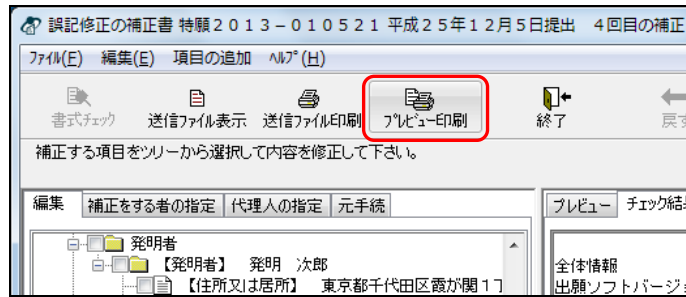 誤記修正の補正書 特願２０１３－０１０５２１ 平成２５年１２月５日提出　４回目の補正
ﾌｧｲﾙ(F)　編集(E)　項目の追加　ﾍﾙﾌﾟ(H)
書式ﾁｪｯｸ　送信ﾌｧｲﾙ表示　送信ﾌｧｲﾙ印刷　ﾌﾟﾚﾋﾞｭｰ印刷　終了　戻す
補正する項目をﾂﾘｰから選択して内容を修正して下さい。
編集　補正をする者の指定　代理人の指定　元手続　プレビュー　ﾁｪｯｸ結果
発明者
【発明者】　発明　次郎
全体情報
【住所又は居所】　東京都千代田区霞が関１丁
出願ソフトバージョ